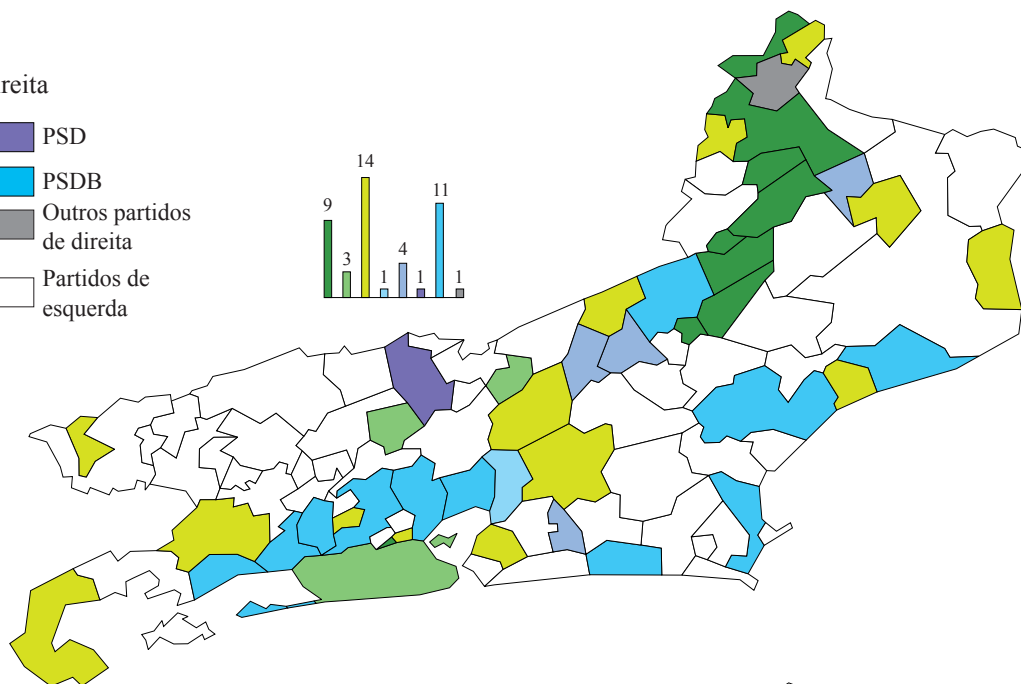 reita
PSD
PSDB
Outros partidos
de direita
Partidos de
esquerda
9
3
14
1
4
1
11
1